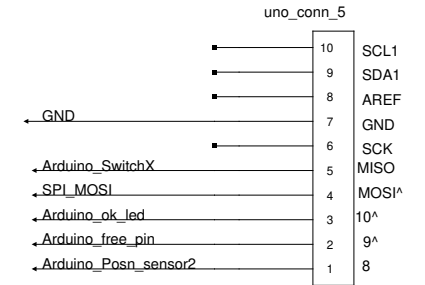 uno_conn_5
10 SCL1
9 SDA1
8 AREF
GND 7 GND
6 SCK
Arduino_SwitchX 5 MISO
SPI_MOSI 4 MOSI^
Arduino_ok_led 3 10^
Arduino_free_pin 2 9^
Arduino_Posn_sensor2 1 8